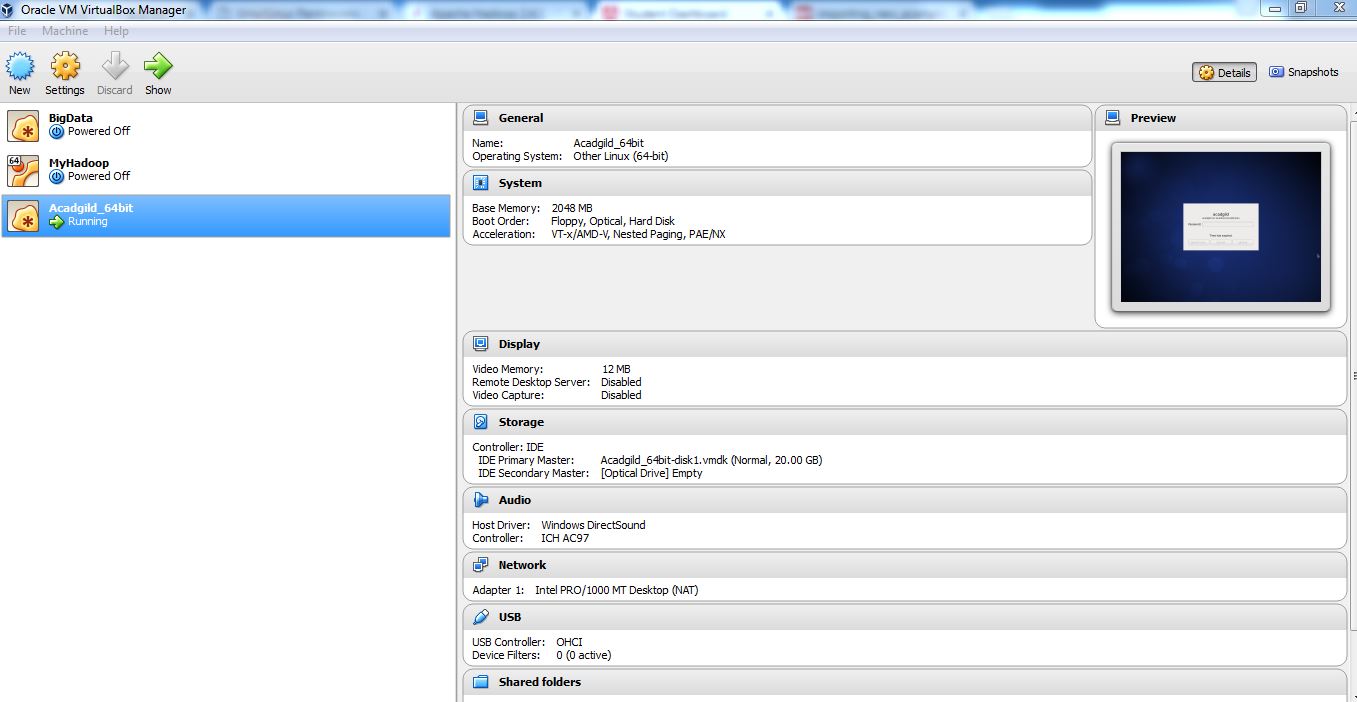 Oracle VM VirtualBox Manager
File Machine Help
New Settings Discard Show
Details Snapshots
BigData
Powered Off
64
MyHadoop
Powered Off
Acadgild_64bit
Running
General
Name: Acadgild_64bit
Operating System: Other Linux (64-bit)
System
Base Memory: 2048 MB
Boot Order: Floppy, Optical, Hard Disk
Acceleration: VT-x/AMD-V, Nested Paging, PAE/NX
Preview
acadgild
Display
Video Memory: 12 MB
Remote Desktop Server: Disabled
Video Capture: Disabled
Storage
Controller: IDE
IDE Primary Master: Acadgild_64bit-disk1.vmdk (Normal, 20.00 GB)
IDE Secondary Master: [Optical Drive] Empty
Audio
Host Driver: Windows DirectSound
Controller: ICH AC97
Network
Adapter 1: Intel PRO/1000 MT Desktop (NAT)
USB
USB Controller: OHCI
Device Filters: 0 (0 active)
Shared folders